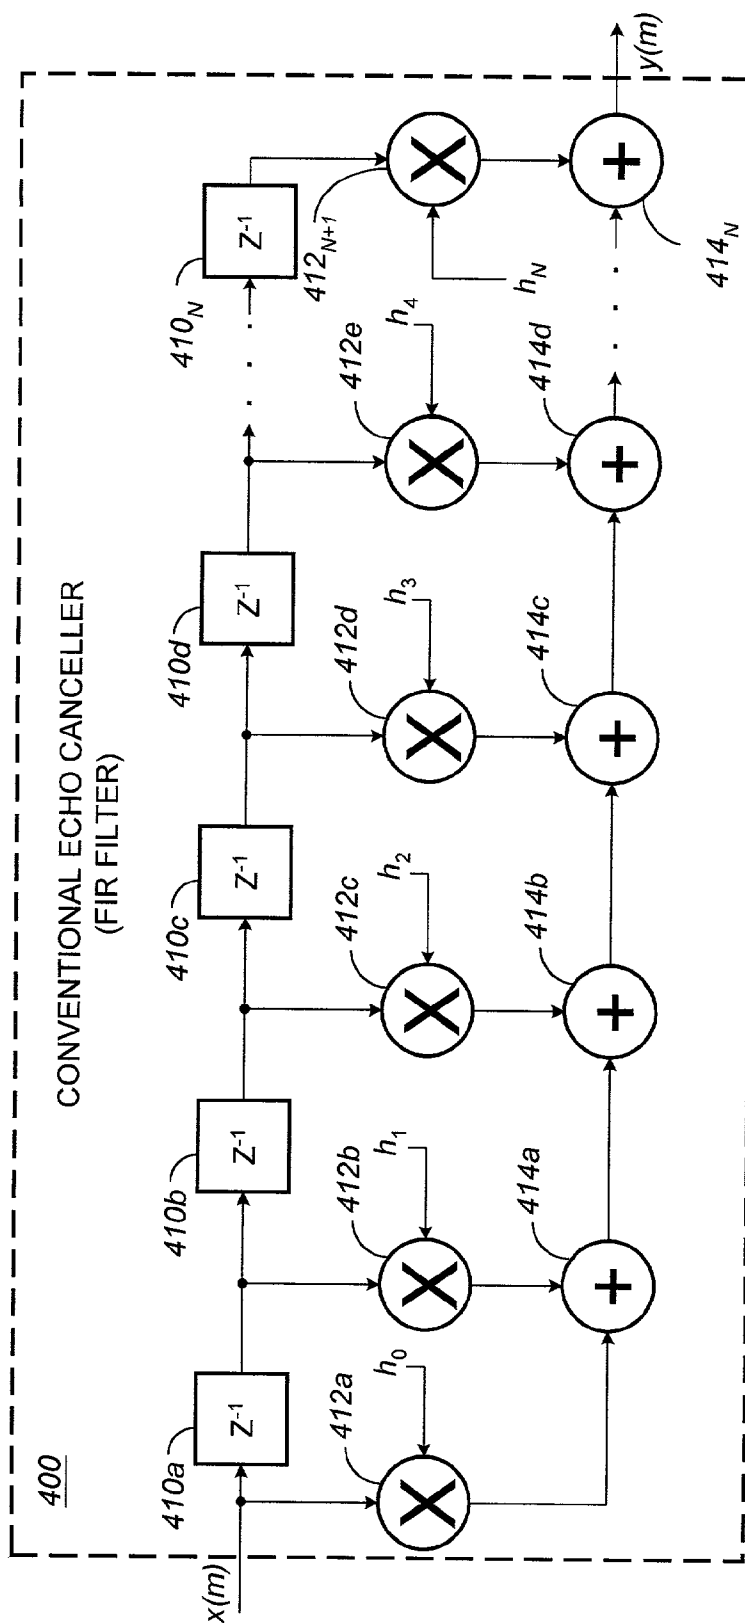 400
CONVENTIONAL ECHO CANCELLER
(FIR FILTER)
410a
410b
410c
410d
410N
x(m)
Z-1
Z-1
Z-1
Z-1
. . .
Z-1
412a
412b
412c
412d
412e
412N+1
h0
h1
h2
h3
h4
hN
X
X
X
X
X
X
414a
414b
414c
414d
414N
+
+
+
+
. . .
+
y(m)